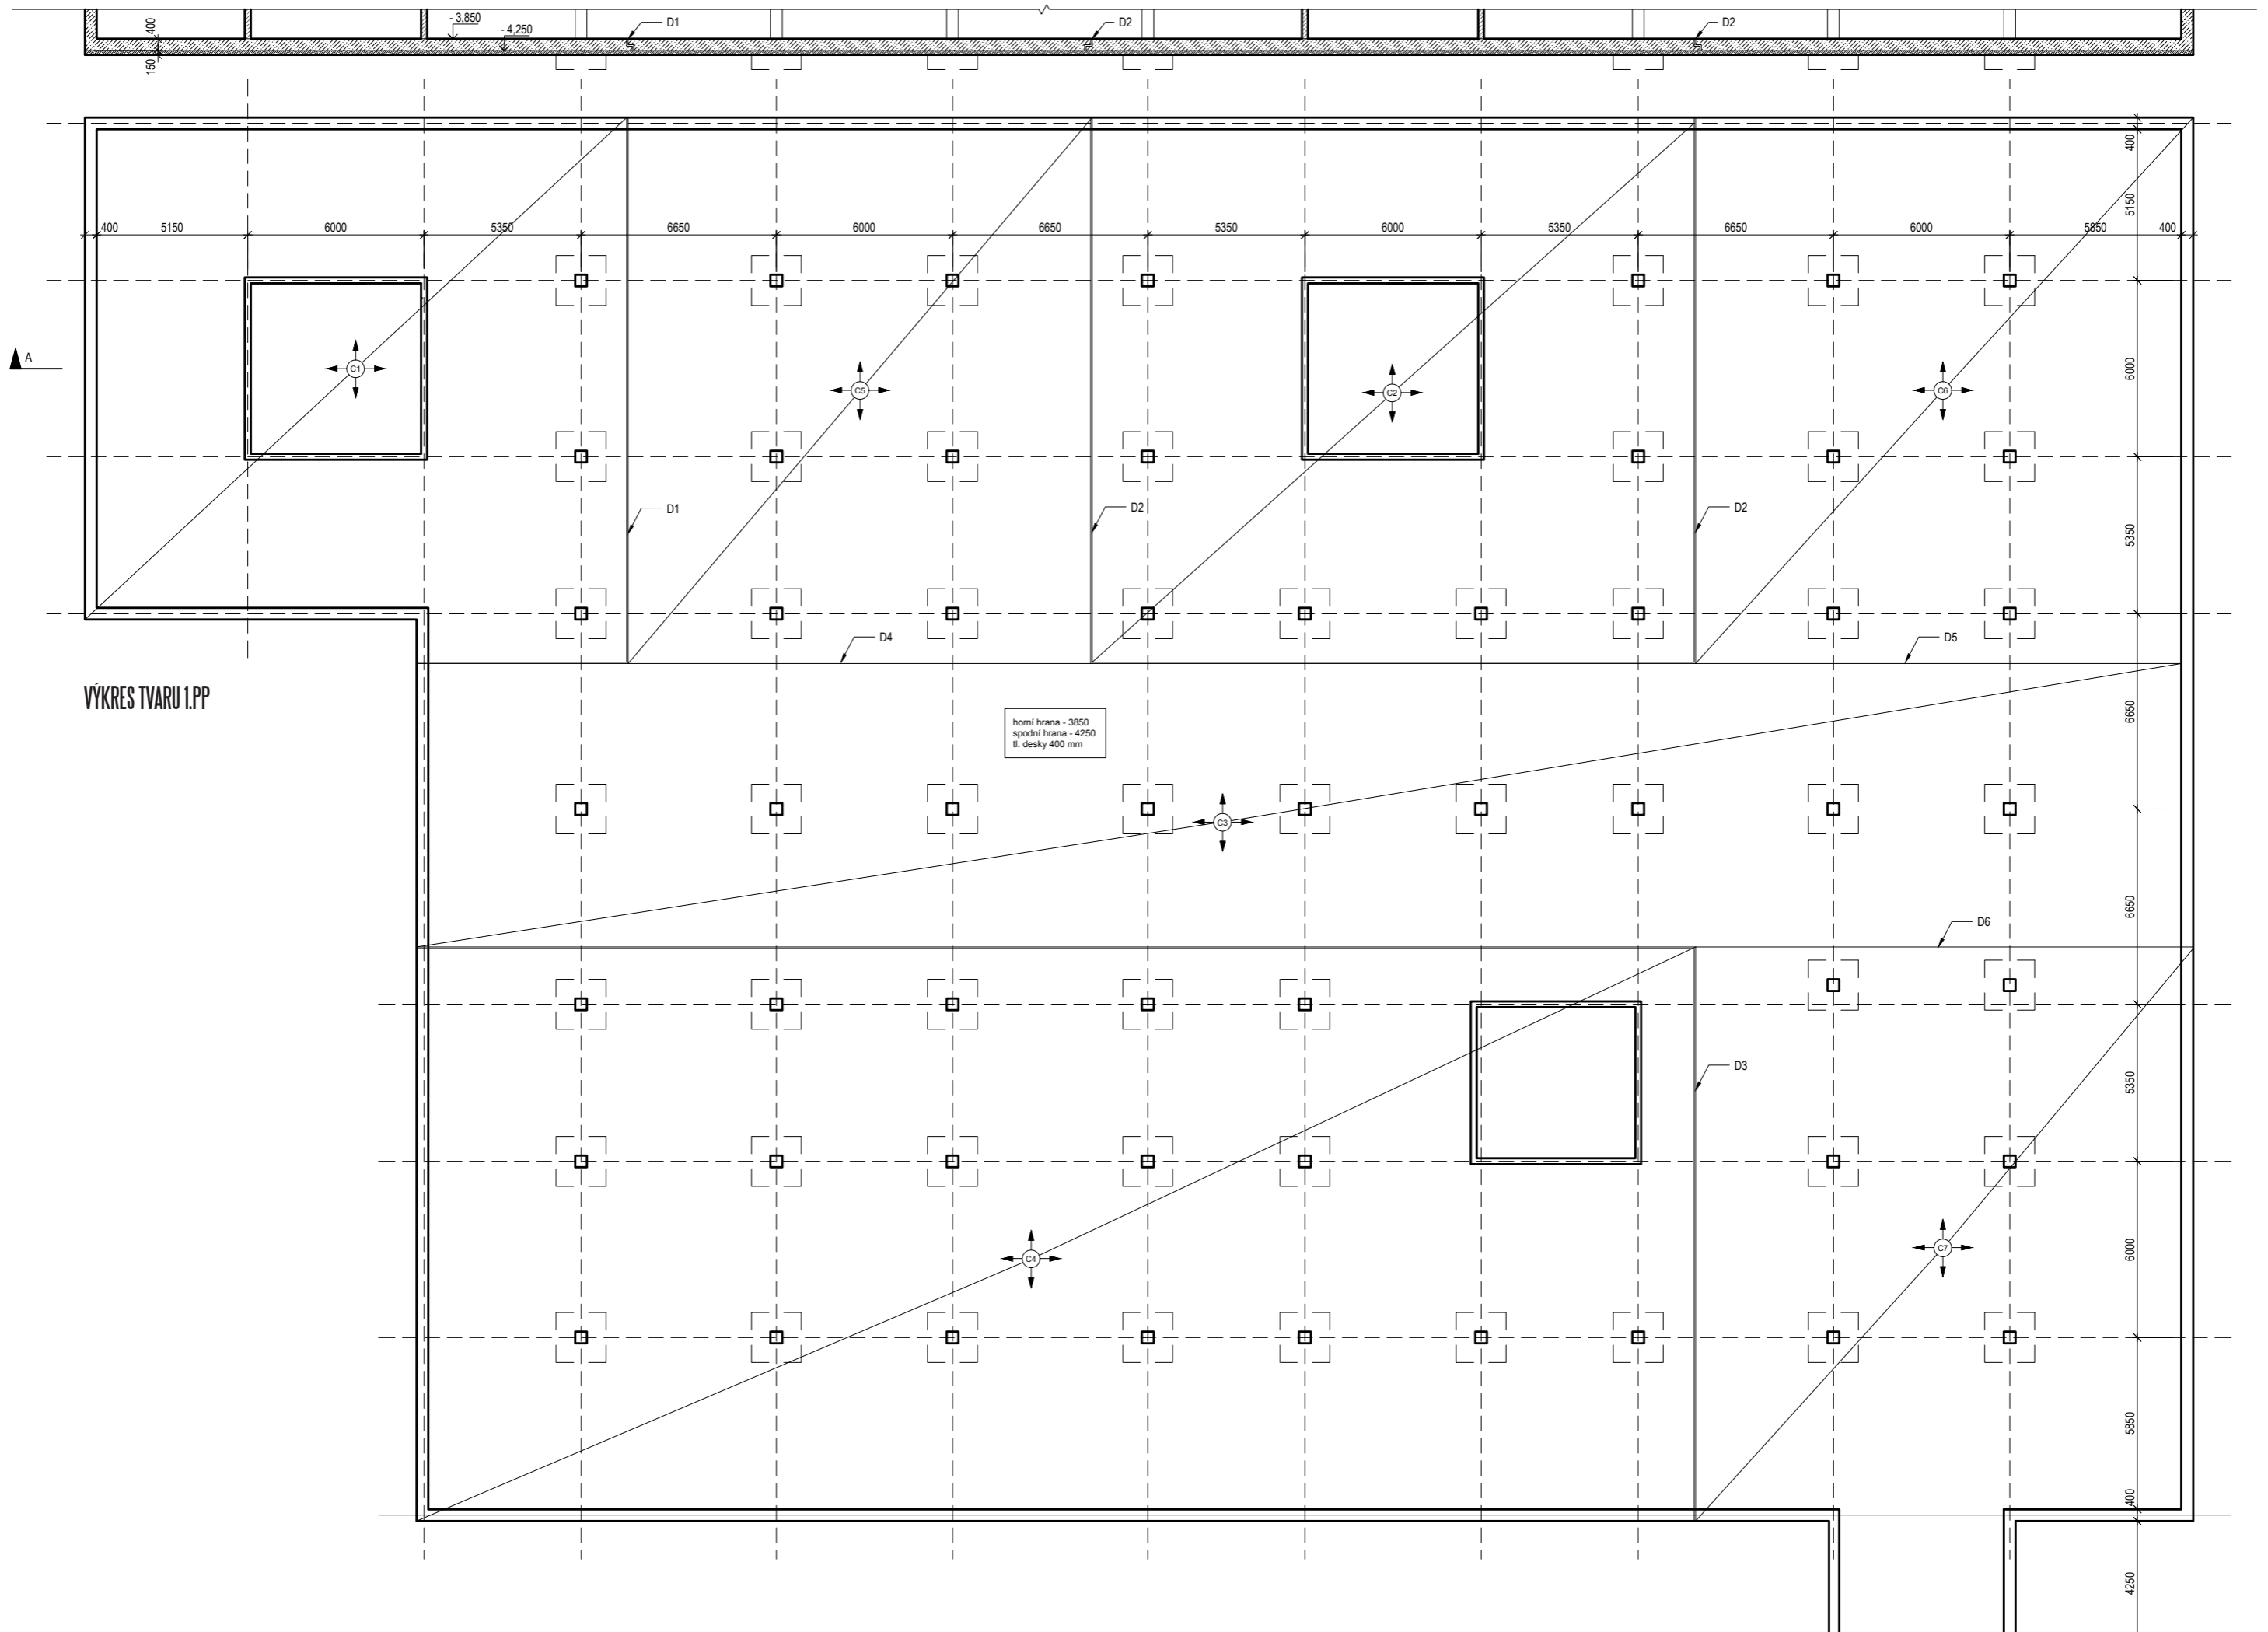 - 3,850
- 4,250
400
150
D1
D2
D2
400
5150
6000
5350
6650
6000
6650
5350
6000
5350
6650
6000
5850
400
400
5150
A
C1
C5
C2
C6
6000
D1
D2
D2
5350
D4
D5
VÝKRES TVARU 1.PP
horní hrana - 3850
spodní hrana - 4250
tl. desky 400 mm
6650
C3
6650
D6
D3
5350
C4
C7
6000
5850
400
4250